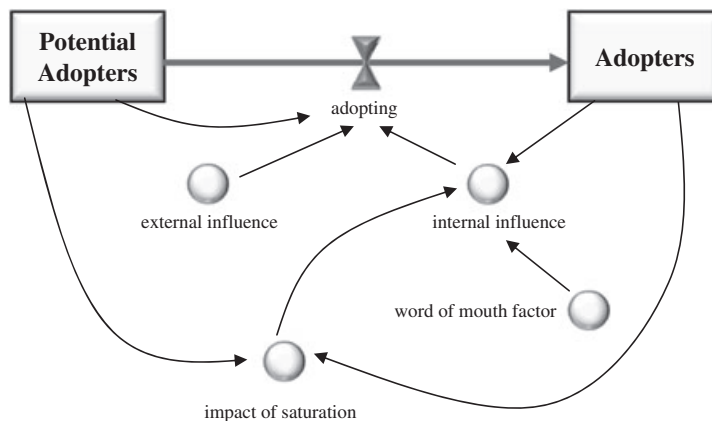 Potential
Adopters
Adopters
adopting
external influence
internal influence
word of mouth factor
impact of saturation